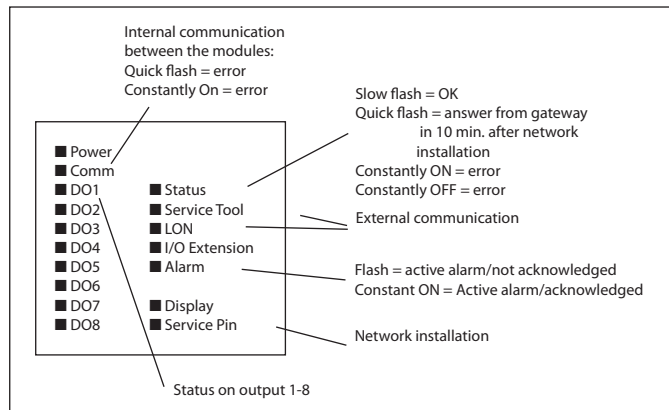 Internal communication
between the modules:
Quick flash = error
Constantly On = error
Slow flash = OK
Quick flash = answer from gateway
in 10 min. after network
installation
Constantly ON = error
Constantly OFF = error
■ Power
■ Comm
■ DO1
■ DO2
■ DO3
■ DO4
■ DO5
■ DO6
■ DO7
■ DO8
■ Status
■ Service Tool
■ LON
■ I/O Extension
■ Alarm
■ Display
■ Service Pin
External communication
Flash = active alarm/not acknowledged
Constant ON = Active alarm/acknowledged
Network installation
Status on output 1-8